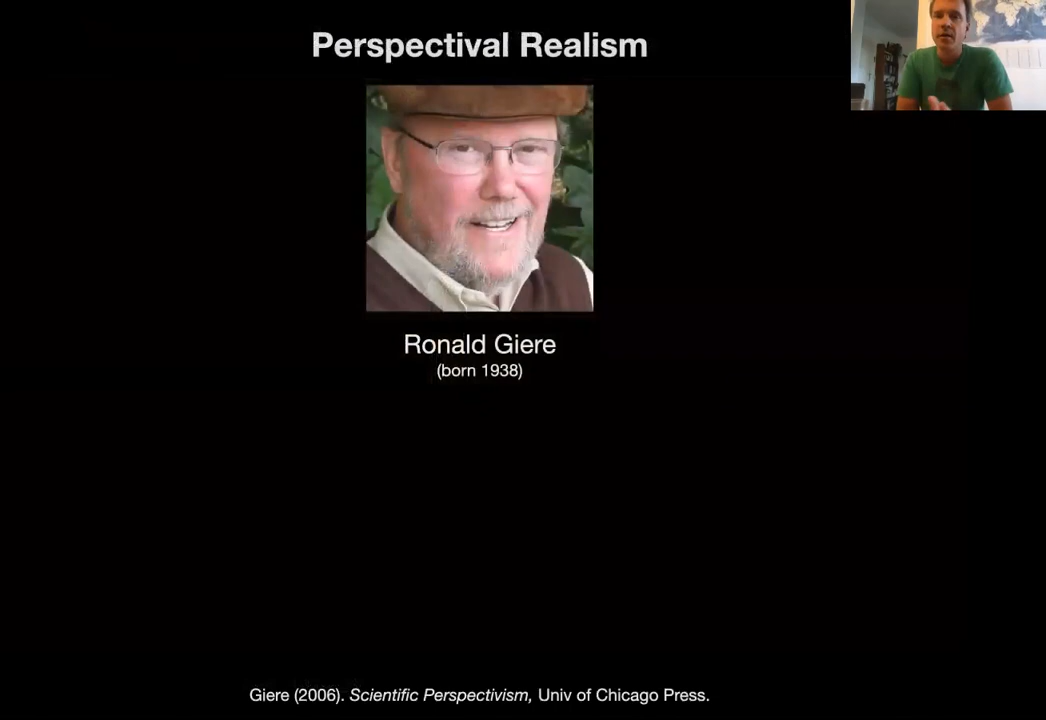 Perspectival Realism
Ronald Giere
(born 1938)
Giere (2006). Scientific Perspectivism, Univ of Chicago Press.